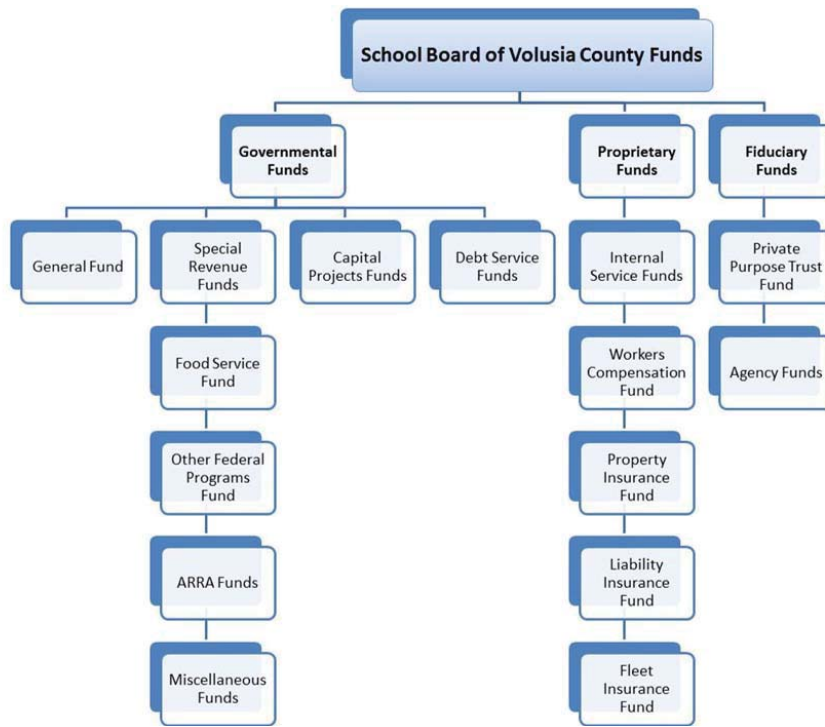 School Board of Volusia County Funds
Governmental
Funds
Proprietary
Funds
Fiduciary
Funds
General Fund
Special
Revenue
Funds
Capital
Projects Funds
Debt Service
Funds
Internal
Service Funds
Private
Purpose Trust
Fund
Food Service
Fund
Workers
Compensation
Fund
Agency Funds
Other Federal
Programs
Fund
Property
Insurance
Fund
ARRA Funds
Liability
Insurance
Fund
Miscellaneous
Funds
Fleet
Insurance
Fund